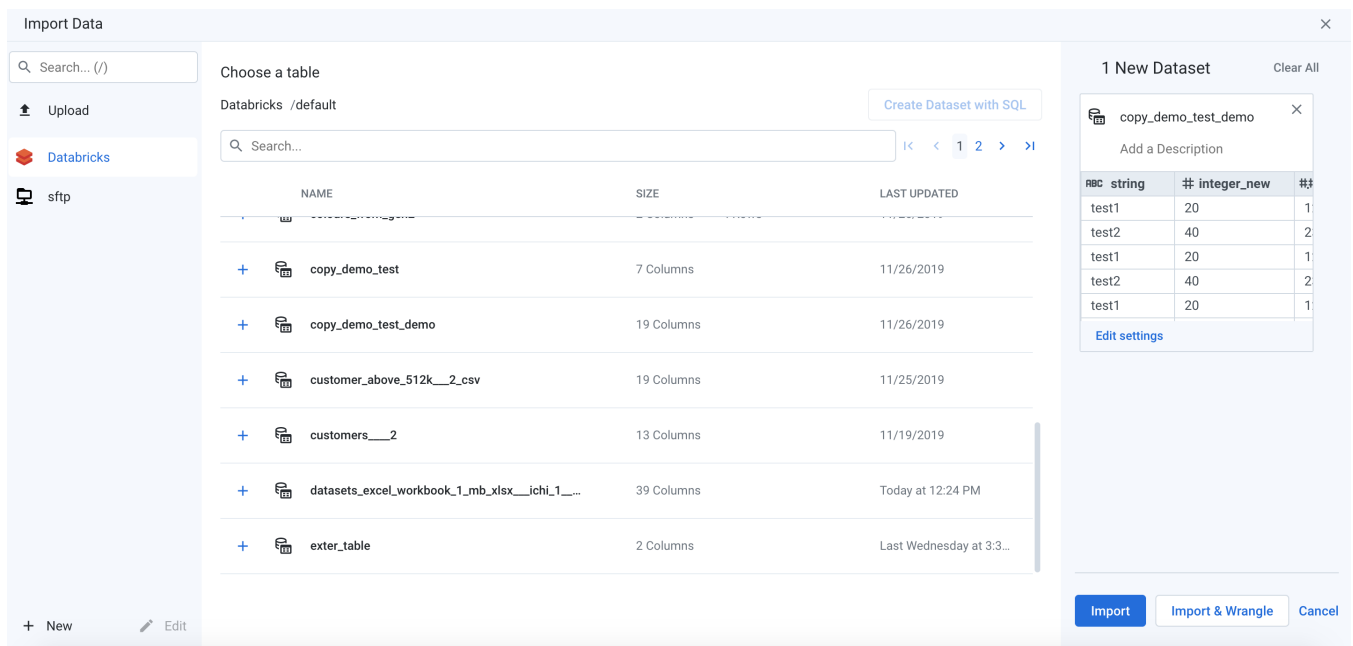 Import Data
Search... (/)
Upload
Databricks
sftp
New
Edit
Choose a table
Databricks /default
Create Dataset with SQL
Search...
1 2
NAME SIZE LAST UPDATED
copy_demo_test 7 Columns 11/26/2019
copy_demo_test_demo 19 Columns 11/26/2019
customer_above_512k___2_csv 19 Columns 11/25/2019
customers____2 13 Columns 11/19/2019
datasets_excel_workbook_1_mb_xlsx___ichi_1__... 39 Columns Today at 12:24 PM
exter_table 2 Columns Last Wednesday at 3:3...
1 New Dataset Clear All
copy_demo_test_demo
Add a Description
ABC string # integer_new
test1 20
test2 40
test1 20
test2 40
test1 20
Edit settings
Import Import & Wrangle Cancel